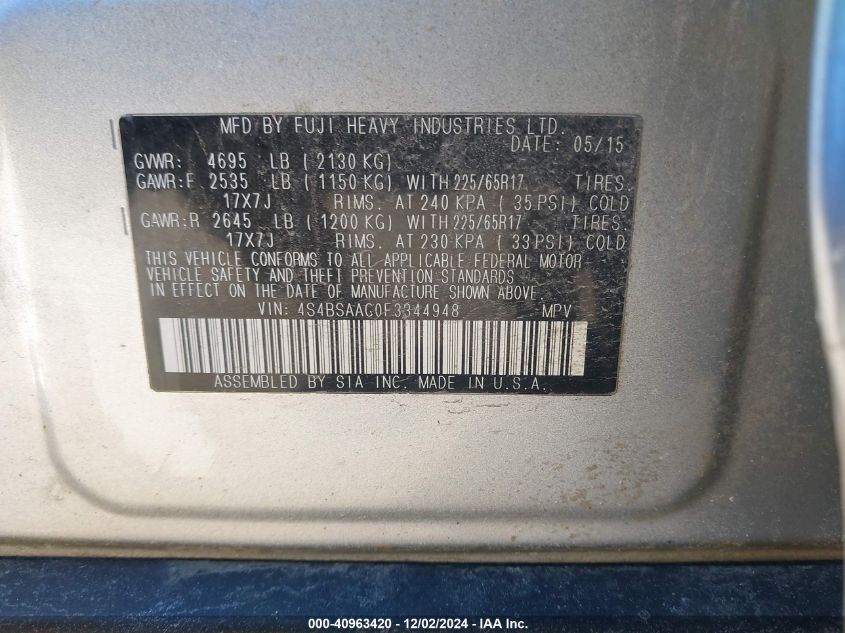 MFD BY FUJI HEAVY INDUSTRIES LTD.
DATE: 05/15
GVWR: 4695 LB ( 2130 KG)
GAWR:F 2535 LB ( 1150 KG) WITH 225/65R17 TIRES.
17X7J RIMS. AT 240 KPA ( 35 PSI) COLD
GAWR:R 2645 LB ( 1200 KG) WITH 225/65R17 TIRES.
17X7J RIMS. AT 230 KPA ( 33 PSI) COLD
THIS VEHICLE CONFORMS TO ALL APPLICABLE FEDERAL MOTOR
VEHICLE SAFETY AND THEFT PREVENTION STANDARDS
IN EFFECT ON THE DATE OF MANUFACTURE SHOWN ABOVE.
VIN: 4S4BSAAC0F3344948 MPV
ASSEMBLED BY SIA INC. MADE IN U.S.A.
000-40963420 - 12/02/2024 - IAA Inc.